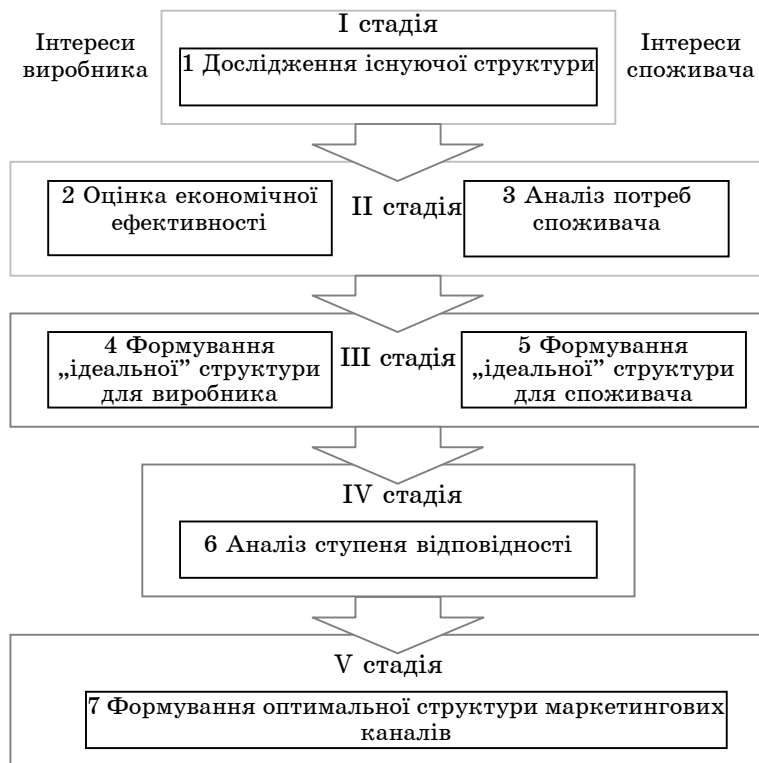 I стадія
Інтереси
виробника
1 Дослідження існуючої структури
Інтереси
споживача
2 Оцінка економічної
ефективності
II стадія
3 Аналіз потреб
споживача
4 Формування
„ідеальної” структури
для виробника
III стадія
5 Формування
„ідеальної” структури
для споживача
IV стадія
6 Аналіз ступеня відповідності
V стадія
7 Формування оптимальної структури маркетингових
каналів